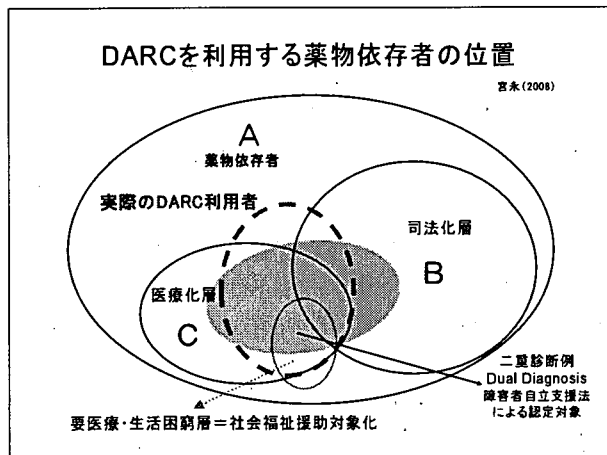 DARCを利用する薬物依存者の位置
宮永(2008)
A
薬物依存者
実際のDARC利用者
司法化層
B
医療化層
C
二重診断例
Dual Diagnosis
障害者自立支援法
による認定対象
要医療・生活困窮層＝社会福祉援助対象化